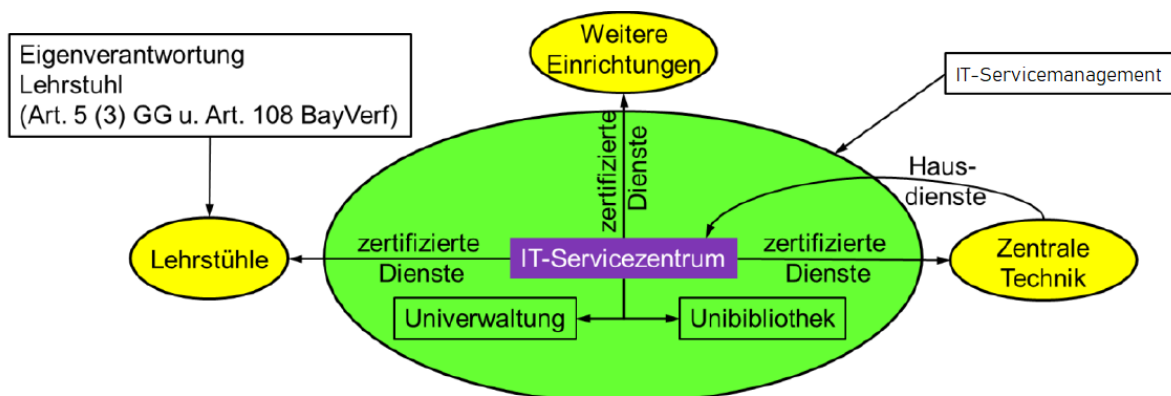 Eigenverantwortung
Lehrstuhl
(Art. 5 (3) GG u. Art. 108 BayVerf)
Weitere
Einrichtungen
IT-Servicemanagement
zertifizierte
Dienste
Haus-
dienste
Lehrstühle
zertifizierte
Dienste
IT-Servicezentrum
zertifizierte
Dienste
Zentrale
Technik
Univerwaltung
Unibibliothek